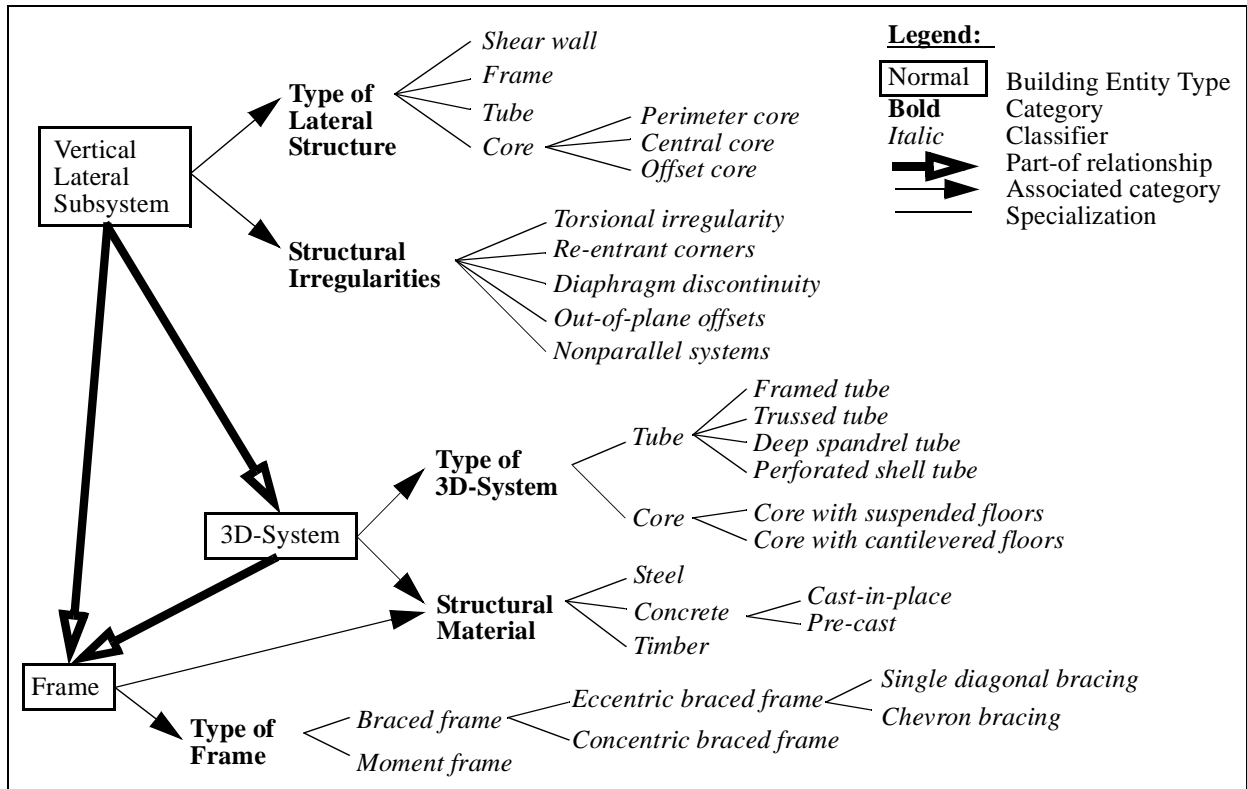 Legend:
Normal Building Entity Type
Bold Category
Italic Classifier
Part-of relationship
Associated category
Specialization
Vertical
Lateral
Subsystem
Type of
Lateral
Structure
Shear wall
Frame
Tube
Core
Perimeter core
Central core
Offset core
Structural
Irregularities
Torsional irregularity
Re-entrant corners
Diaphragm discontinuity
Out-of-plane offsets
Nonparallel systems
3D-System
Type of
3D-System
Tube
Framed tube
Trussed tube
Deep spandrel tube
Perforated shell tube
Core
Core with suspended floors
Core with cantilevered floors
Structural
Material
Steel
Concrete
Timber
Cast-in-place
Pre-cast
Frame
Type of
Frame
Braced frame
Moment frame
Eccentric braced frame
Concentric braced frame
Single diagonal bracing
Chevron bracing